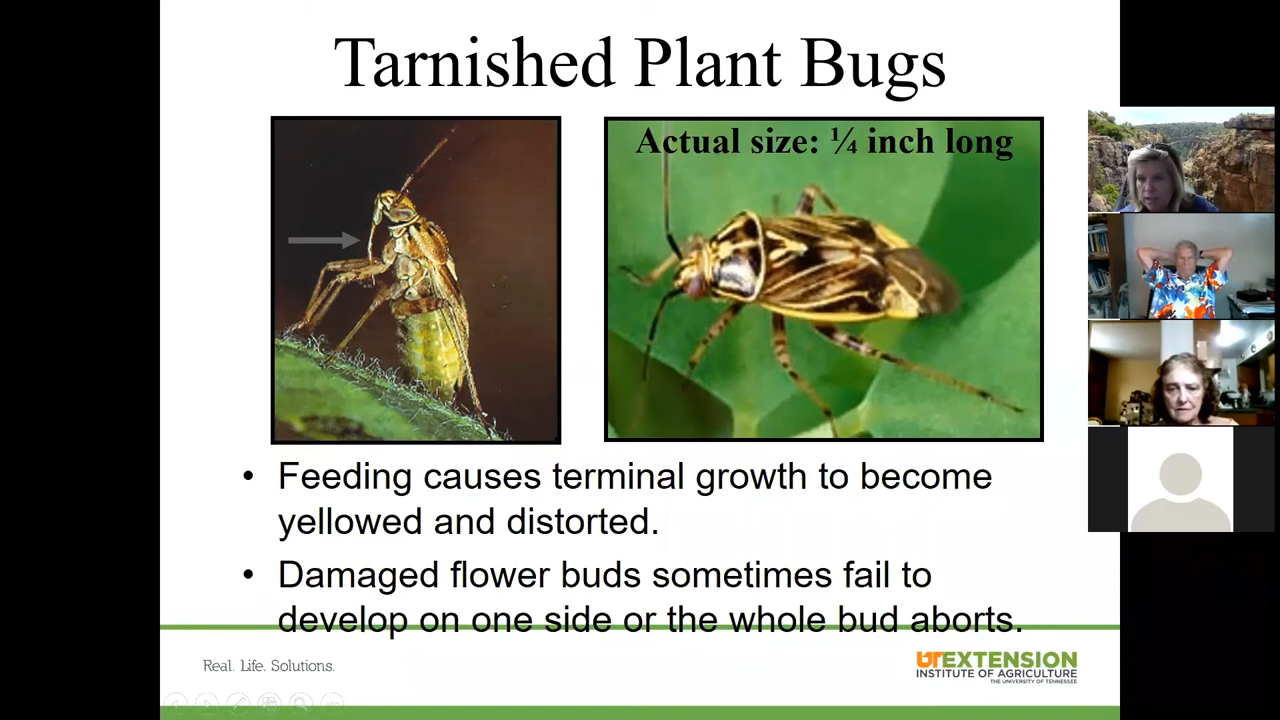 Tarnished Plant Bugs
Actual size: ¼ inch long
• Feeding causes terminal growth to become
yellowed and distorted.
• Damaged flower buds sometimes fail to
develop on one side or the whole bud aborts.
Real. Life. Solutions.
UT EXTENSION
INSTITUTE OF AGRICULTURE
THE UNIVERSITY OF TENNESSEE